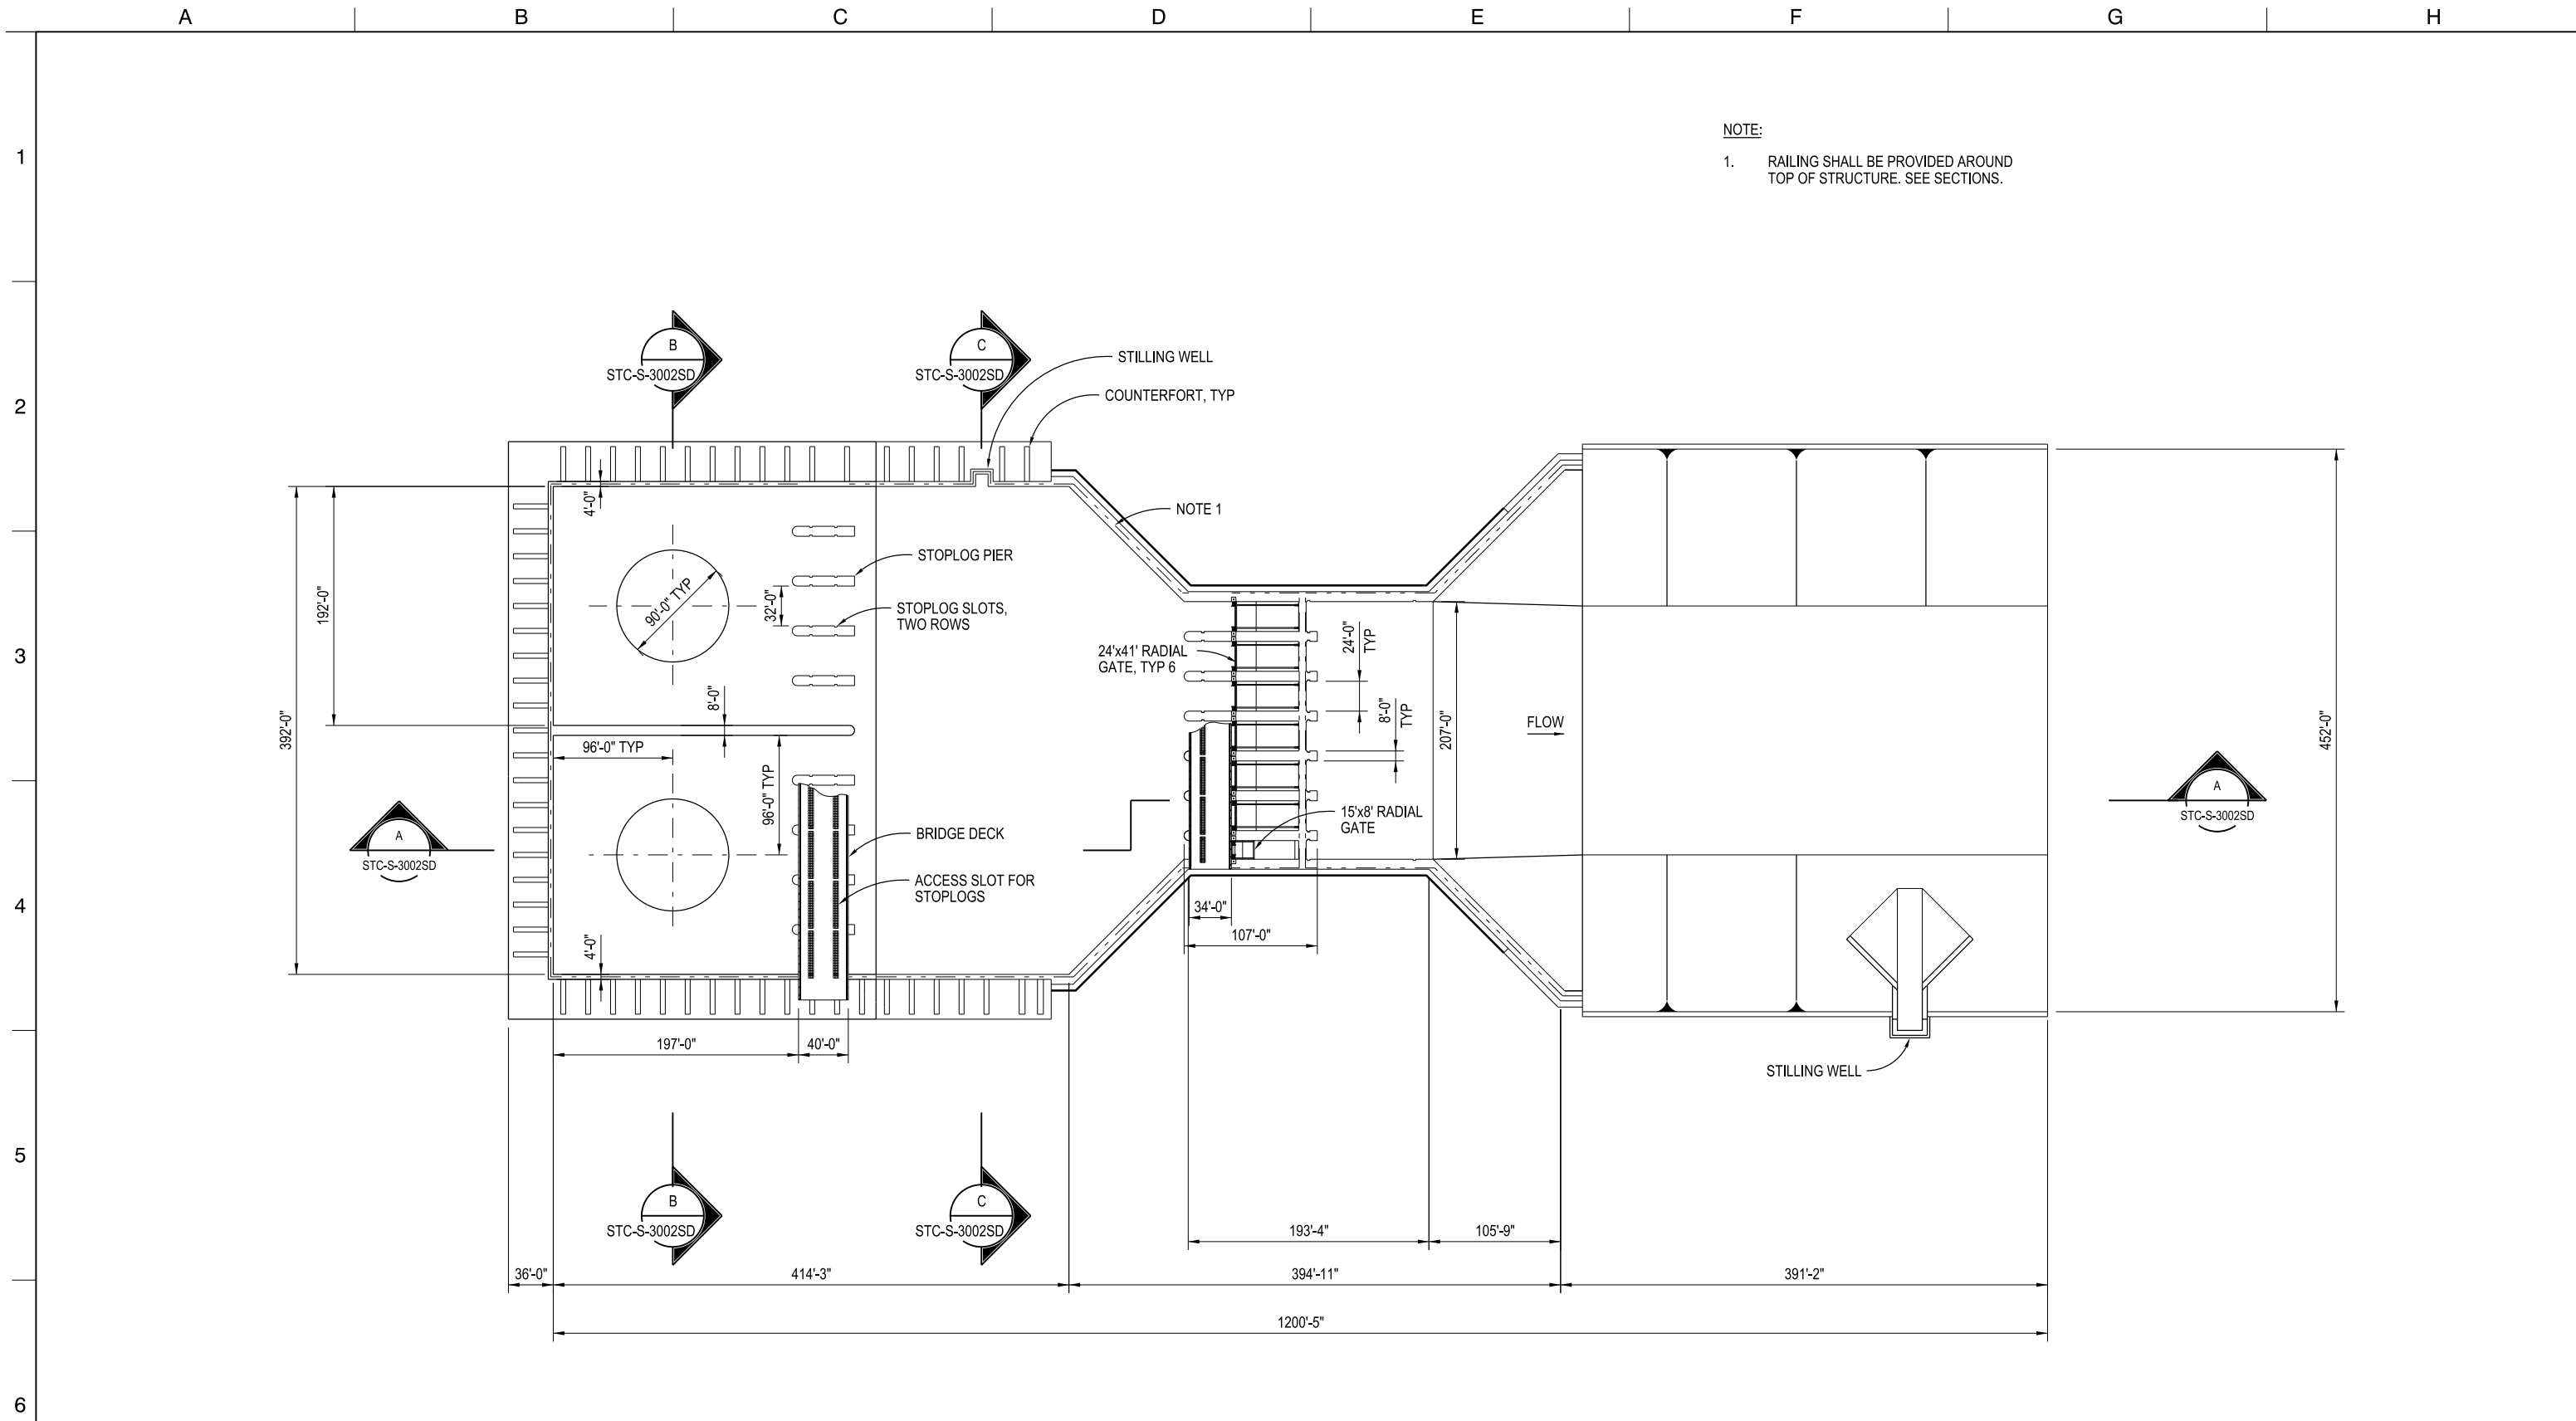 A B C D E F G H
1
2
3
4
5
6
NOTE:
1. RAILING SHALL BE PROVIDED AROUND
TOP OF STRUCTURE. SEE SECTIONS.
B
STC-S-3002SD
C
STC-S-3002SD
STILLING WELL
COUNTERFORT, TYP
NOTE 1
STOPLOG PIER
STOPLOG SLOTS,
TWO ROWS
4'-0"
192'-0"
392'-0"
90'-0" TYP
32'-0"
8'-0"
96'-0" TYP
96'-0" TYP
24'x41' RADIAL
GATE, TYP 6
24'-0"
TYP
8'-0"
TYP
207'-0"
FLOW
452'-0"
A
STC-S-3002SD
A
STC-S-3002SD
15'x8' RADIAL
GATE
BRIDGE DECK
ACCESS SLOT FOR
STOPLOGS
4'-0"
34'-0"
107'-0"
197'-0"
40'-0"
STILLING WELL
B
STC-S-3002SD
C
STC-S-3002SD
193'-4"
105'-9"
36'-0"
414'-3"
394'-11"
391'-2"
1200'-5"